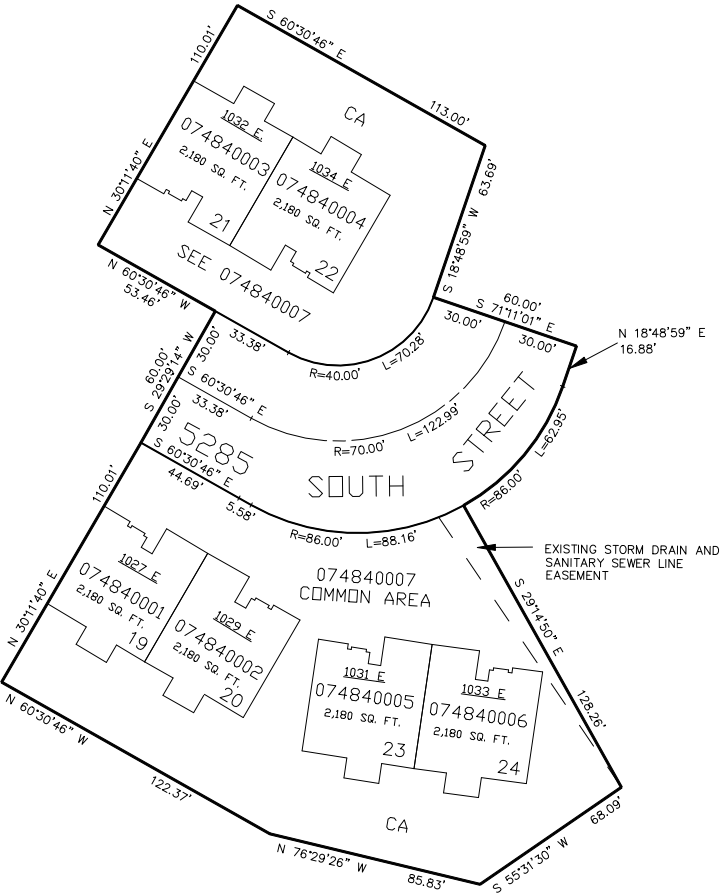 S 60°30'46" E
110.01'
113.00'
CA
1032 E.
074840003
2,180 SQ. FT.
21
1034 E
074840004
2,180 SQ. FT.
22
N 30°11'40" E
63.69'
S 18°48'59" W
SEE 074840007
N 60°30'46" W
53.46'
60.00'
S 71°11'01" E
30.00'
30.00'
N 18°48'59" E
16.88'
33.38'
L=70.28'
R=40.00'
30.00'
60.00'
S 29°29'14" W
S 60°30'46" E
33.38'
L=122.99'
R=70.00'
30.00'
5285
SOUTH
STREET
L=62.95'
R=86.00'
S 60°30'46" E
44.69'
5.58'
R=86.00'
L=88.16'
110.01'
EXISTING STORM DRAIN AND
SANITARY SEWER LINE
EASEMENT
074840007
COMMON AREA
1027 E
074840001
2,180 SQ. FT.
19
1029 E
074840002
2,180 SQ. FT.
20
N 30°11'40" E
S 29°14'50" E
1031 E
074840005
2,180 SQ. FT.
23
1033 E
074840006
2,180 SQ. FT.
24
128.26'
N 60°30'46" W
122.37'
CA
68.09'
N 76°29'26" W
85.83'
S 55°31'30" W